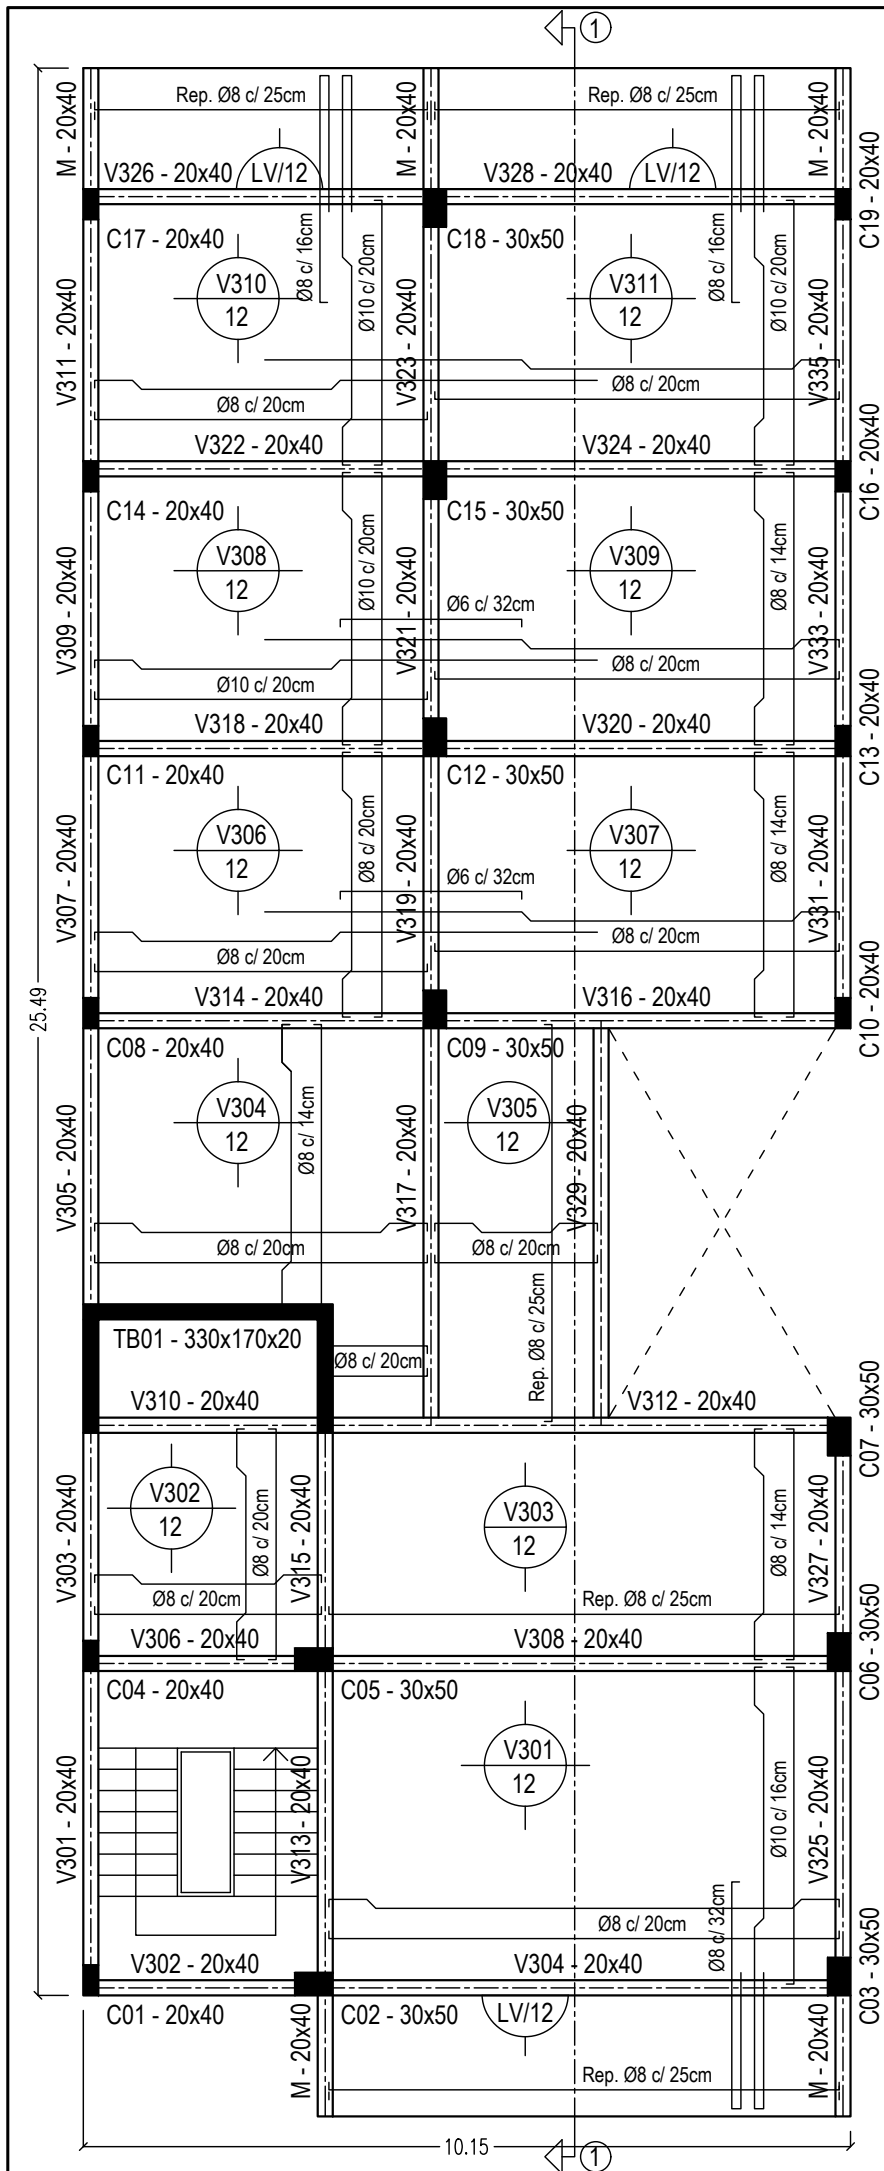 1
Rep. Ø8 c/ 25cm
Rep. Ø8 c/ 25cm
M - 20x40
M - 20x40
M - 20x40
V326 - 20x40
LV/12
V328 - 20x40
LV/12
C19 - 20x40
C17 - 20x40
C18 - 30x50
V310
12
V311
12
Ø8 c/ 16cm
Ø10 c/ 20cm
Ø8 c/ 16cm
Ø10 c/ 20cm
V311 - 20x40
V323 - 20x40
V335 - 20x40
Ø8 c/ 20cm
Ø8 c/ 20cm
V322 - 20x40
V324 - 20x40
C16 - 20x40
C14 - 20x40
C15 - 30x50
V308
12
V309
12
Ø10 c/ 20cm
Ø8 c/ 14cm
V309 - 20x40
V321 - 20x40
V333 - 20x40
Ø6 c/ 32cm
Ø8 c/ 20cm
Ø10 c/ 20cm
V318 - 20x40
V320 - 20x40
C13 - 20x40
C11 - 20x40
C12 - 30x50
V306
12
V307
12
Ø8 c/ 20cm
Ø8 c/ 14cm
V307 - 20x40
V319 - 20x40
V331 - 20x40
Ø6 c/ 32cm
Ø8 c/ 20cm
Ø8 c/ 20cm
V314 - 20x40
V316 - 20x40
C10 - 20x40
25.49
C08 - 20x40
C09 - 30x50
V304
12
V305
12
Ø8 c/ 14cm
V305 - 20x40
V317 - 20x40
V329 - 20x40
Ø8 c/ 20cm
Ø8 c/ 20cm
Rep. Ø8 c/ 25cm
TB01 - 330x170x20
Ø8 c/ 20cm
V310 - 20x40
V312 - 20x40
C07 - 30x50
V302
12
V303
12
Ø8 c/ 20cm
Ø8 c/ 14cm
V303 - 20x40
V315 - 20x40
V327 - 20x40
Ø8 c/ 20cm
Rep. Ø8 c/ 25cm
V306 - 20x40
V308 - 20x40
C06 - 30x50
C04 - 20x40
C05 - 30x50
V301
12
Ø10 c/ 16cm
V301 - 20x40
V313 - 20x40
V325 - 20x40
Ø8 c/ 20cm
Ø8 c/ 32cm
V302 - 20x40
V304 - 20x40
C03 - 30x50
C01 - 20x40
C02 - 30x50
LV/12
M - 20x40
M - 20x40
Rep. Ø8 c/ 25cm
10.15
1